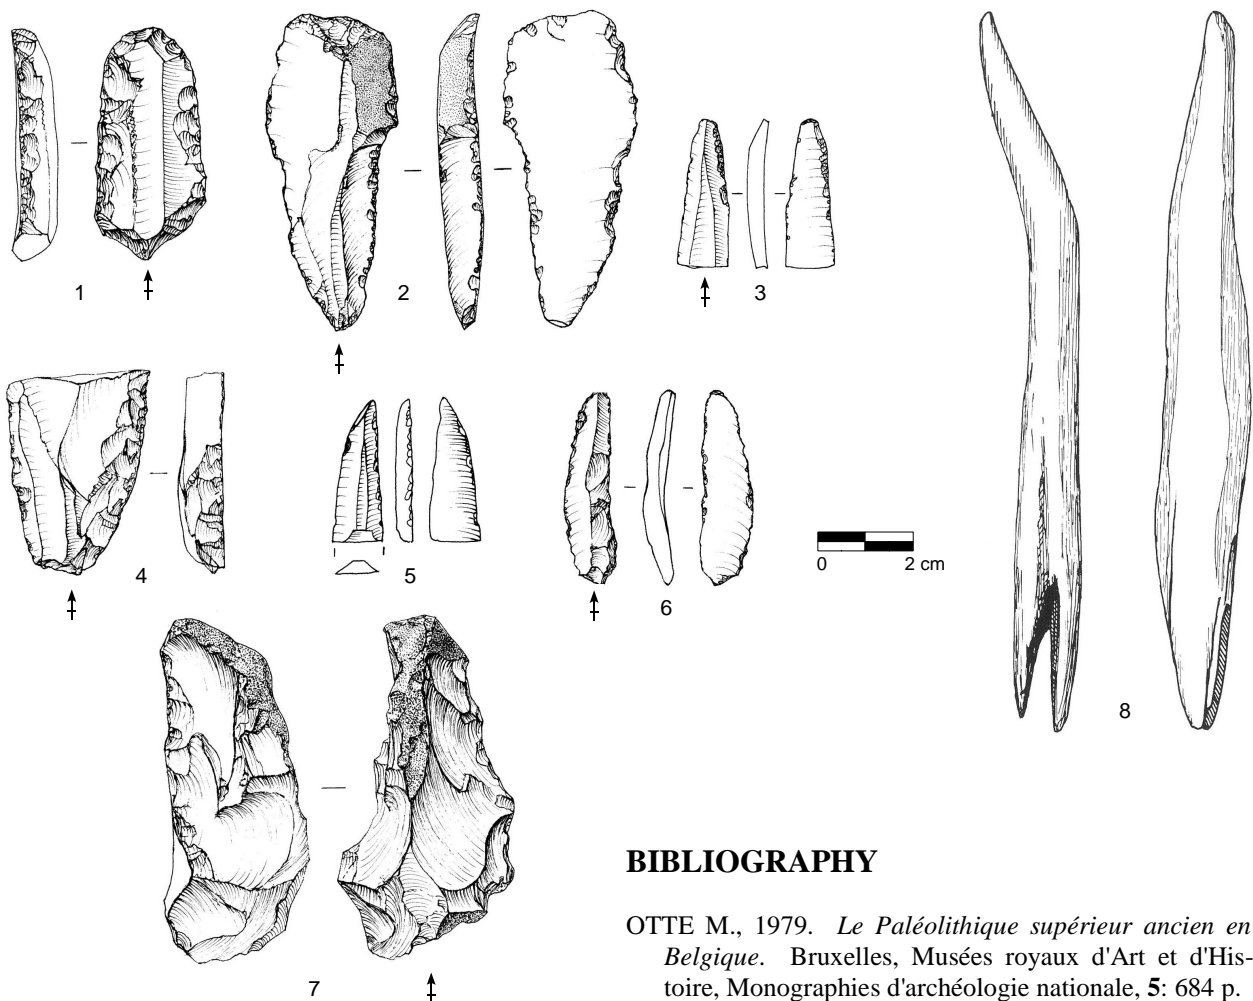 1
2
3
4
5
6
0 2 cm
7
8
BIBLIOGRAPHY
OTTE M., 1979. Le Paléolithique supérieur ancien en
Belgique. Bruxelles, Musées royaux d'Art et d'His-
toire, Monographies d'archéologie nationale, 5: 684 p.